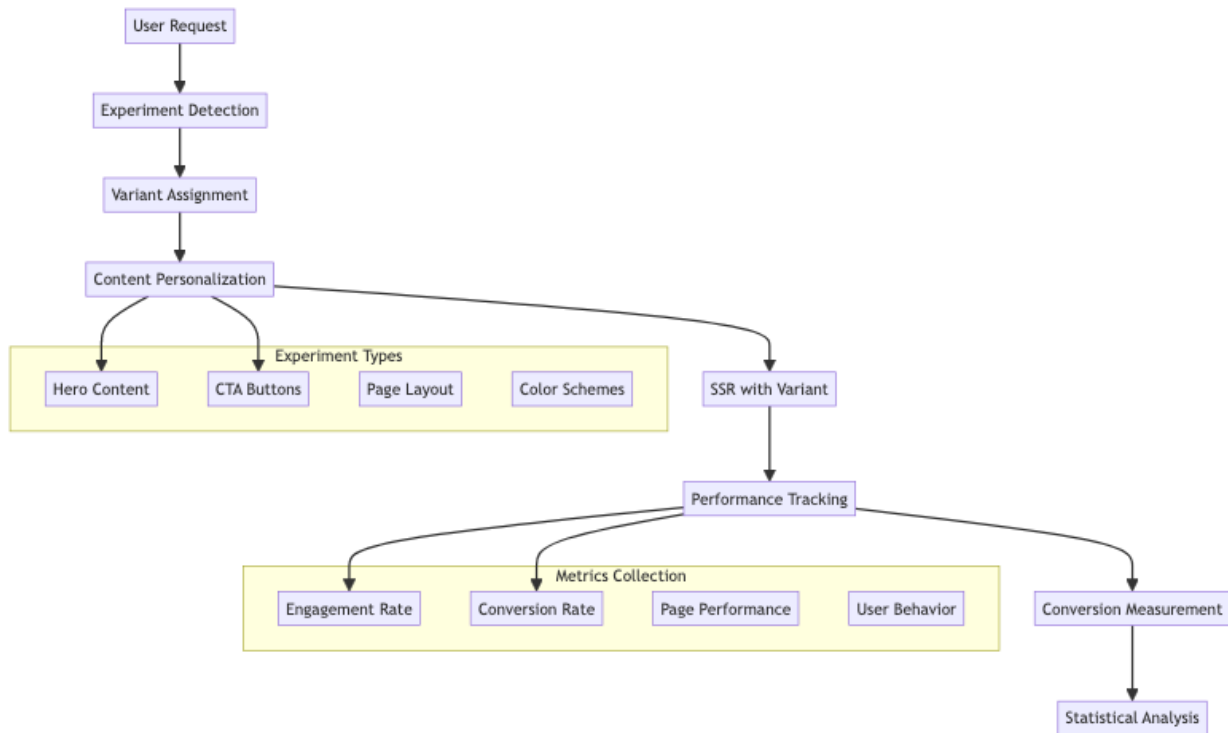 User Request
Experiment Detection
Variant Assignment
Content Personalization
Experiment Types
Hero Content
CTA Buttons
Page Layout
Color Schemes
SSR with Variant
Performance Tracking
Metrics Collection
Engagement Rate
Conversion Rate
Page Performance
User Behavior
Conversion Measurement
Statistical Analysis